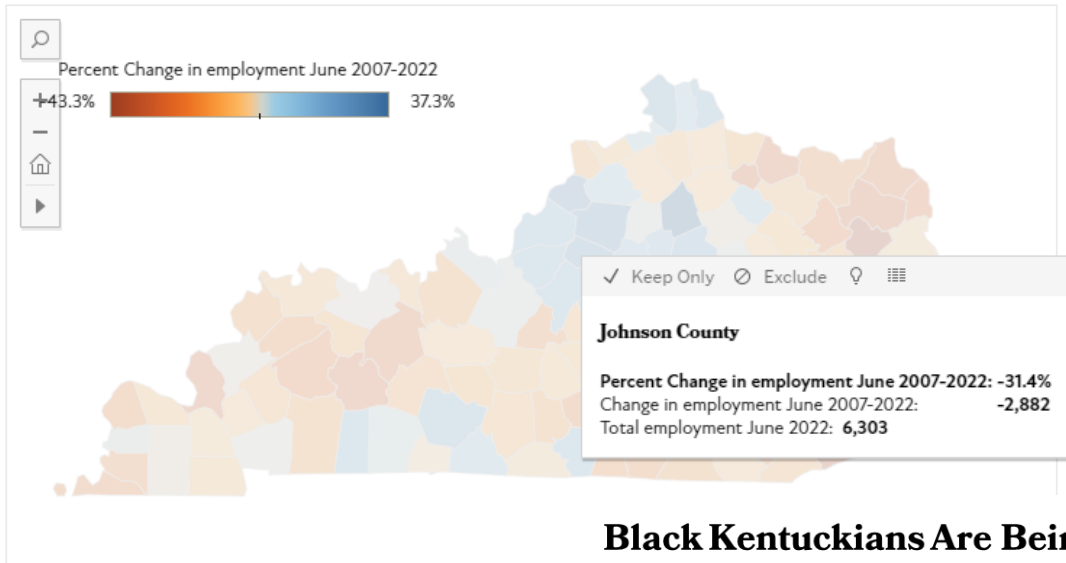 Percent Change in employment June 2007-2022
-43.3% 37.3%
Keep Only Exclude
Johnson County
Percent Change in employment June 2007-2022: -31.4%
Change in employment June 2007-2022: -2,882
Total employment June 2022: 6,303
Black Kentuckians Are